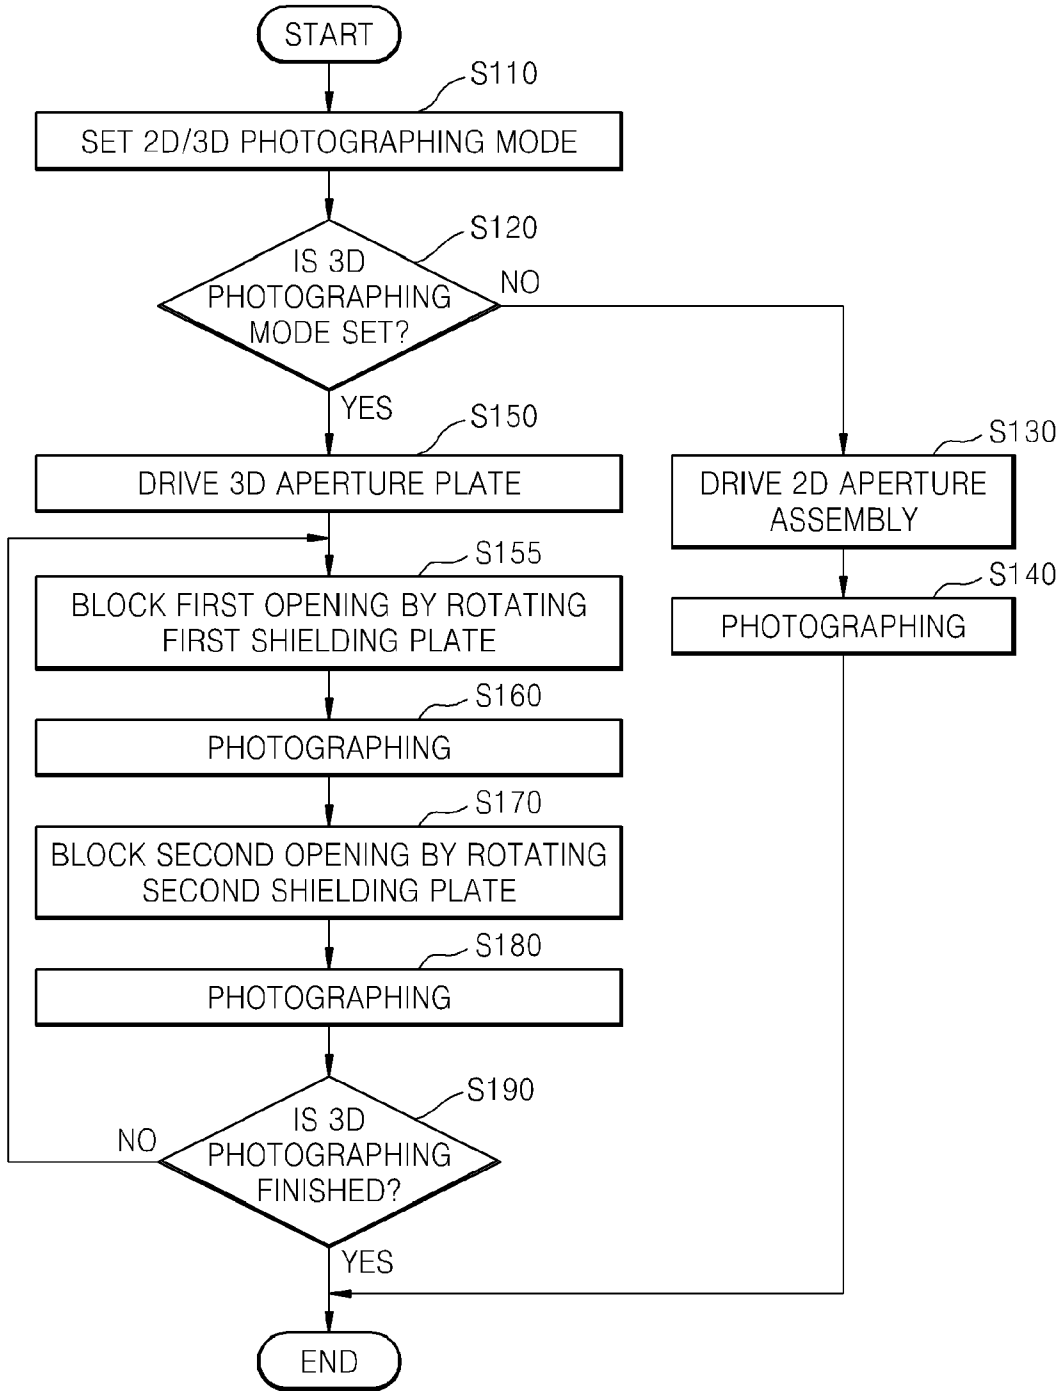 START
S110
SET 2D/3D PHOTOGRAPHING MODE
S120
IS 3D
PHOTOGRAPHING
MODE SET?
NO
YES
S150
DRIVE 3D APERTURE PLATE
S130
DRIVE 2D APERTURE
ASSEMBLY
S155
BLOCK FIRST OPENING BY ROTATING
FIRST SHIELDING PLATE
S140
PHOTOGRAPHING
S160
PHOTOGRAPHING
S170
BLOCK SECOND OPENING BY ROTATING
SECOND SHIELDING PLATE
S180
PHOTOGRAPHING
S190
IS 3D
PHOTOGRAPHING
FINISHED?
NO
YES
END